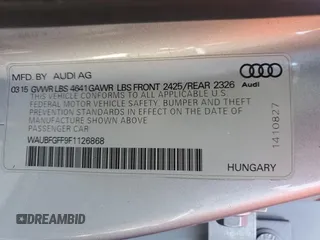 MFD. BY AUDI AG
03.15 GVWR LBS 4641 GAWR LBS FRONT 2425/REAR 2326
Audi
THIS VEHICLE CONFORMS TO ALL APPLICABLE U.S.
FEDERAL MOTOR VEHICLE SAFETY, BUMPER AND THEFT
PREVENTION STANDARDS IN EFFECT ON THE DATE OF
MANUFACTURE SHOWN ABOVE
PASSENGER CAR
WAUBFGFF9F1126868
1410827
HUNGARY
DREAMBID